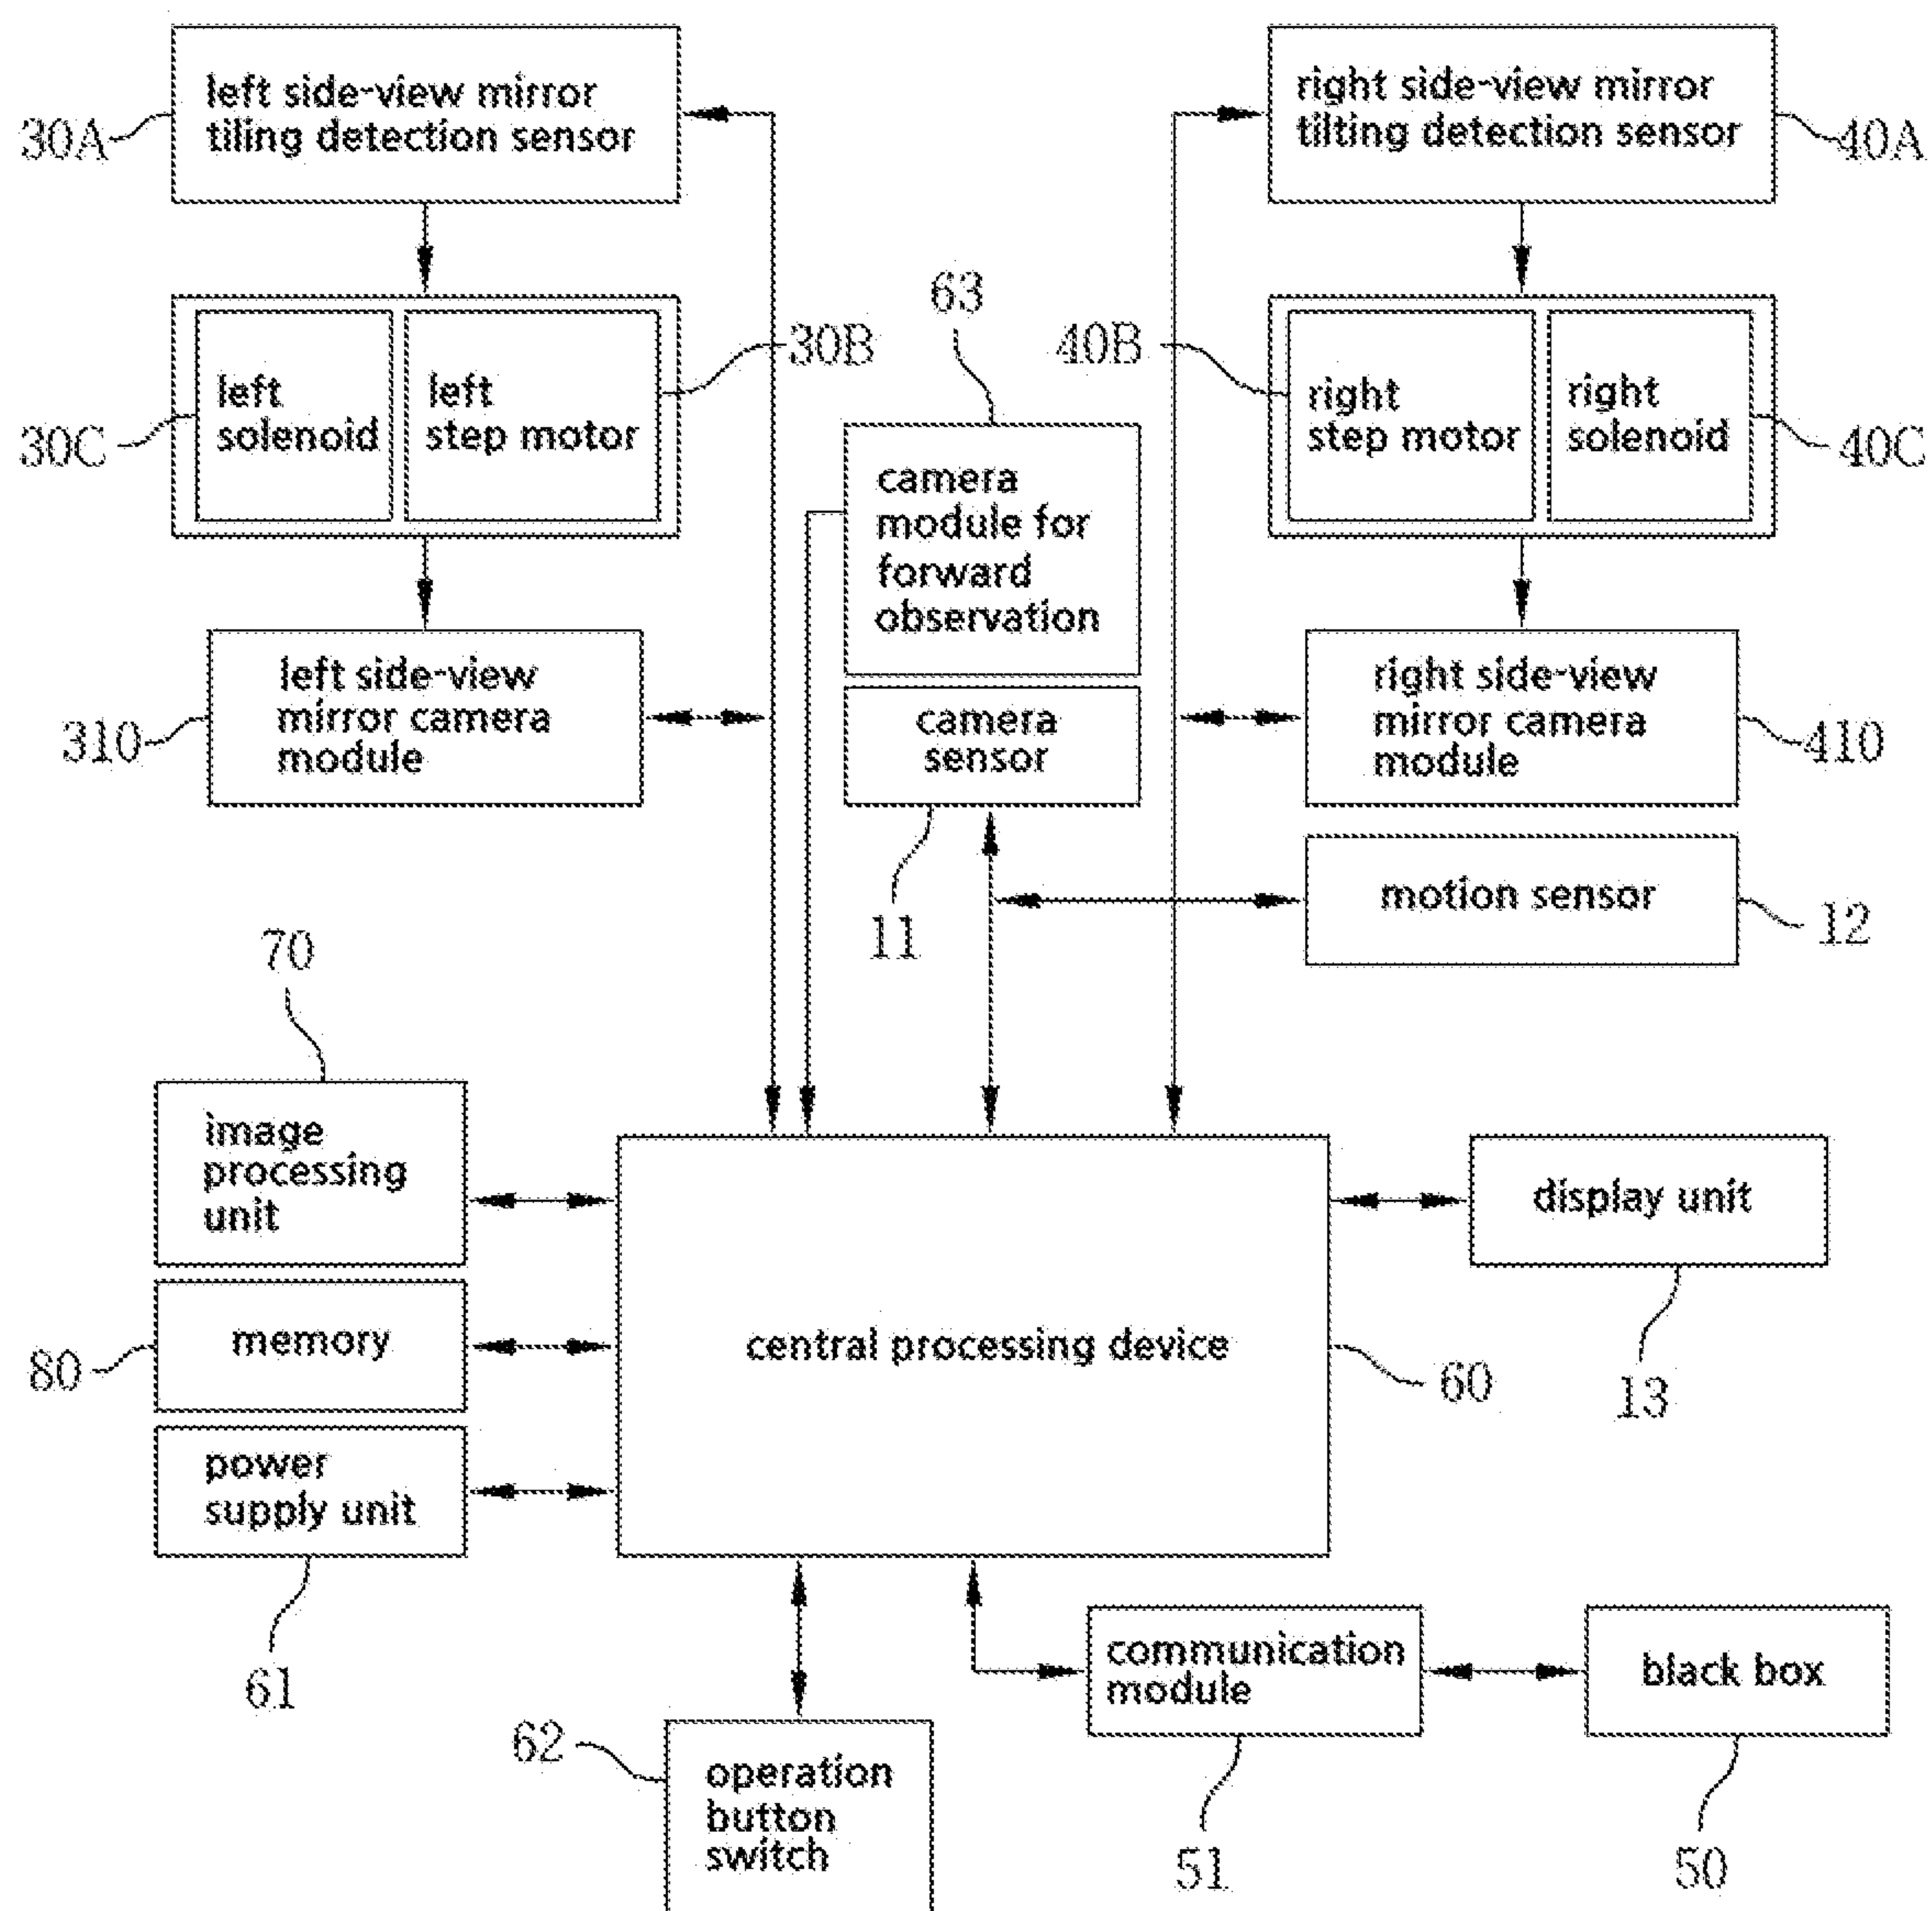 left side-view mirror
tiling detection sensor
30A
right side-view mirror
tilting detection sensor
40A
left
solenoid
left
step motor
30B
30C
63
camera
module for
forward
observation
40B
right
step motor
right
solenoid
40C
left side-view
mirror camera
module
310
camera
sensor
11
right side-view
mirror camera
module
410
motion sensor
12
70
image
processing
unit
memory
80
power
supply unit
61
central processing device
60
display unit
13
62
operation
button
switch
communication
module
51
black box
50